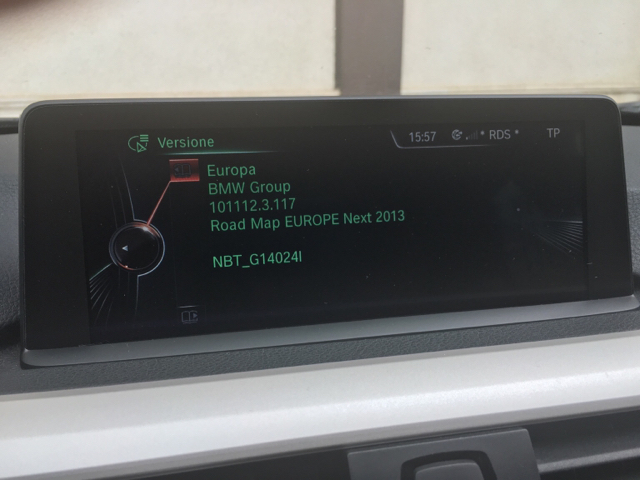 Versione
15:57
RDS
TP
Europa
BMW Group
101112.3.117
Road Map EUROPE Next 2013
NBT_G14024I